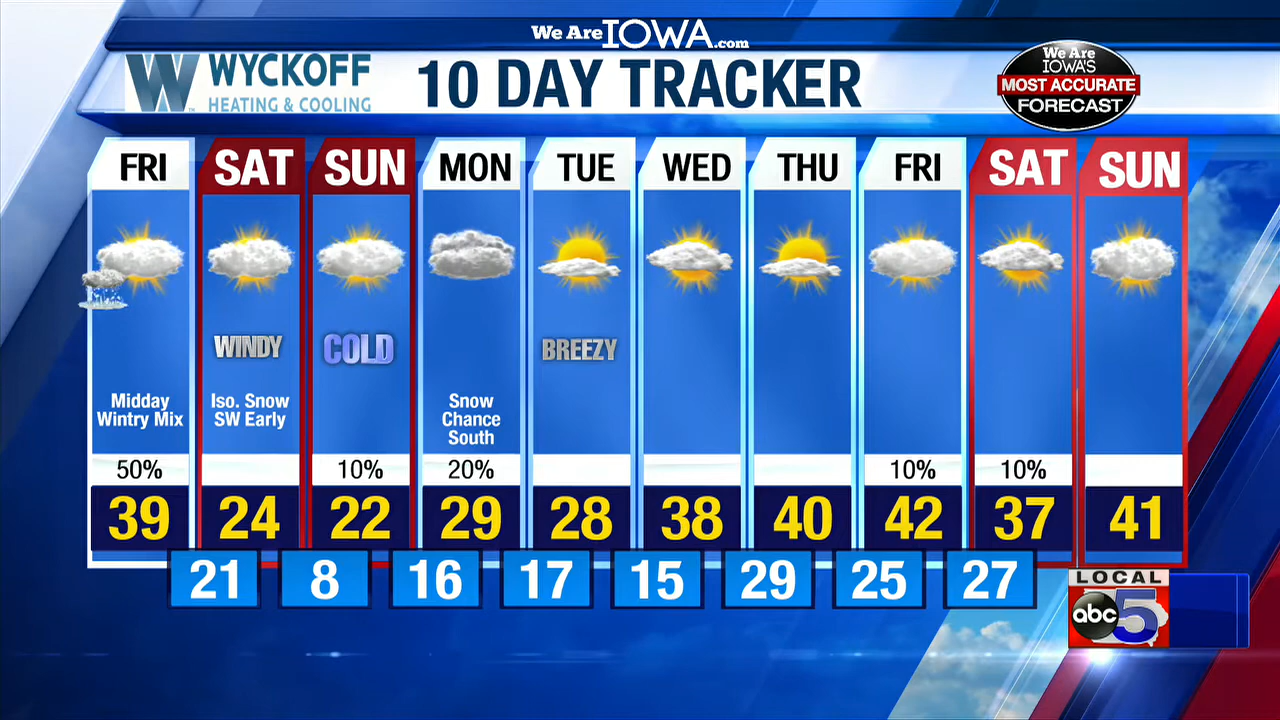 We Are IOWA.com
W WYCKOFF
HEATING & COOLING
10 DAY TRACKER
We Are
IOWA'S
MOST ACCURATE
FORECAST
FRI SAT SUN MON TUE WED THU FRI SAT SUN
WINDY COLD BREEZY
Midday
Wintry Mix
Iso. Snow
SW Early
Snow
Chance
South
50% 10% 20% 10% 10%
39 24 22 29 28 38 40 42 37 41
21 8 16 17 15 29 25 27
LOCAL
abc 5